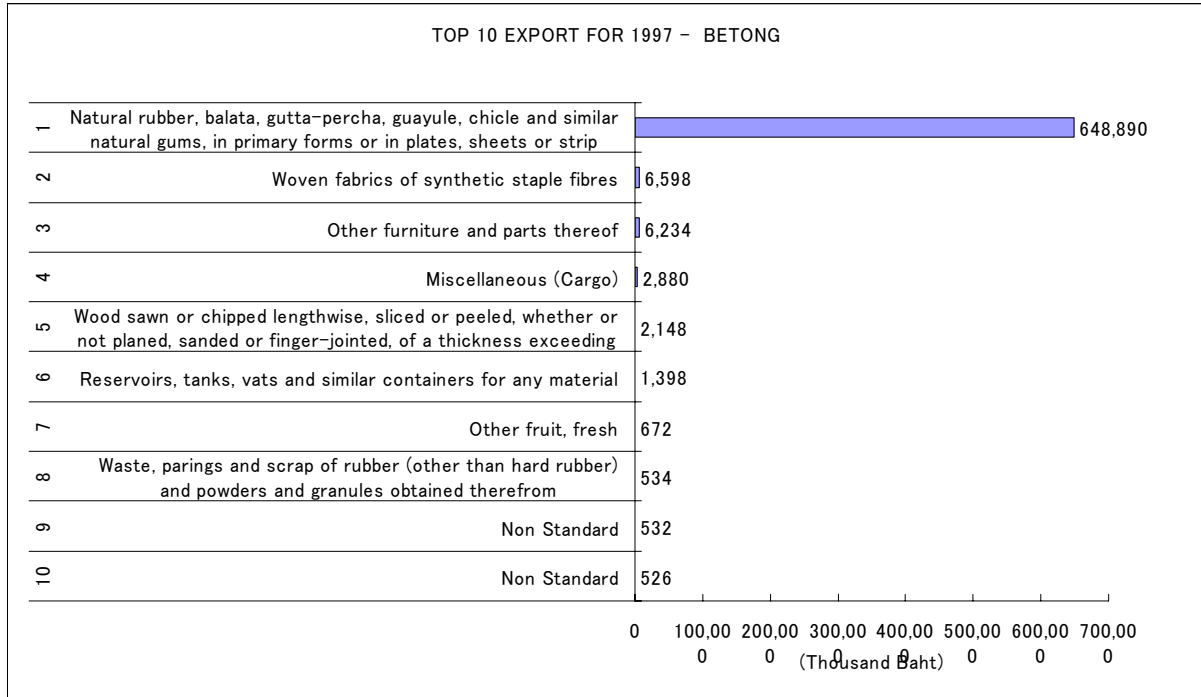 TOP 10 EXPORT FOR 1997 - BETONG
1 Natural rubber, balata, gutta-percha, guayule, chicle and similar
natural gums, in primary forms or in plates, sheets or strip 648,890
2 Woven fabrics of synthetic staple fibres 6,598
3 Other furniture and parts thereof 6,234
4 Miscellaneous (Cargo) 2,880
5 Wood sawn or chipped lengthwise, sliced or peeled, whether or
not planed, sanded or finger-jointed, of a thickness exceeding 2,148
6 Reservoirs, tanks, vats and similar containers for any material 1,398
7 Other fruit, fresh 672
8 Waste, parings and scrap of rubber (other than hard rubber)
and powders and granules obtained therefrom 534
9 Non Standard 532
10 Non Standard 526
0 100,00 200,00 300,00 400,00 500,00 600,00 700,00
0 0 0 0 0 0 0
(Thousand Baht)